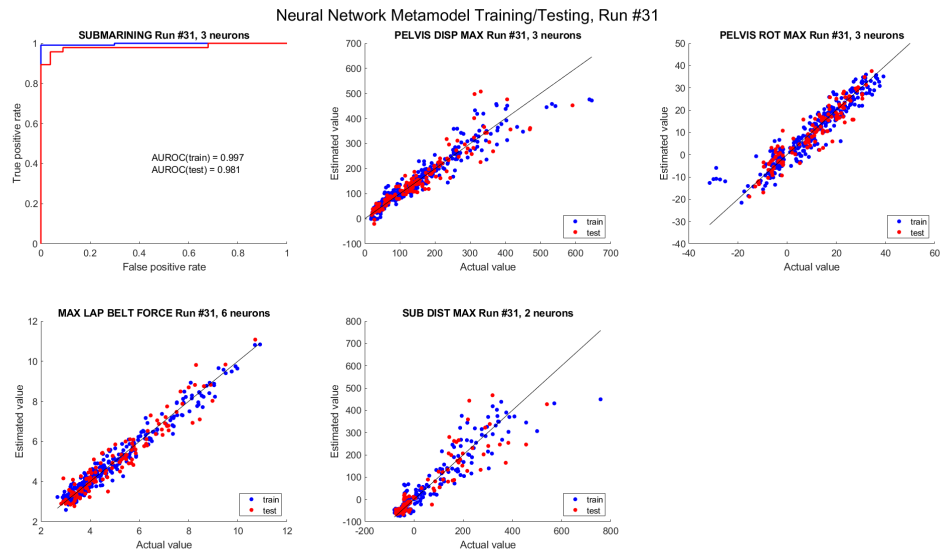 Neural Network Metamodel Training/Testing, Run #31
SUBMARINING Run #31, 3 neurons
1
0.8
0.6
0.4
0.2
0
True positive rate
AUROC(train) = 0.997
AUROC(test) = 0.981
0
0.2
0.4
0.6
0.8
1
False positive rate
PELVIS DISP MAX Run #31, 3 neurons
700
600
500
400
300
200
100
0
-100
Estimated value
train
test
0
100
200
300
400
500
600
700
Actual value
PELVIS ROT MAX Run #31, 3 neurons
50
40
30
20
10
0
-10
-20
-30
-40
Estimated value
train
test
-40
-20
0
20
40
60
Actual value
MAX LAP BELT FORCE Run #31, 6 neurons
12
10
8
6
4
2
Estimated value
train
test
2
4
6
8
10
12
Actual value
SUB DIST MAX Run #31, 2 neurons
800
700
600
500
400
300
200
100
0
-100
Estimated value
train
test
-200
0
200
400
600
800
Actual value